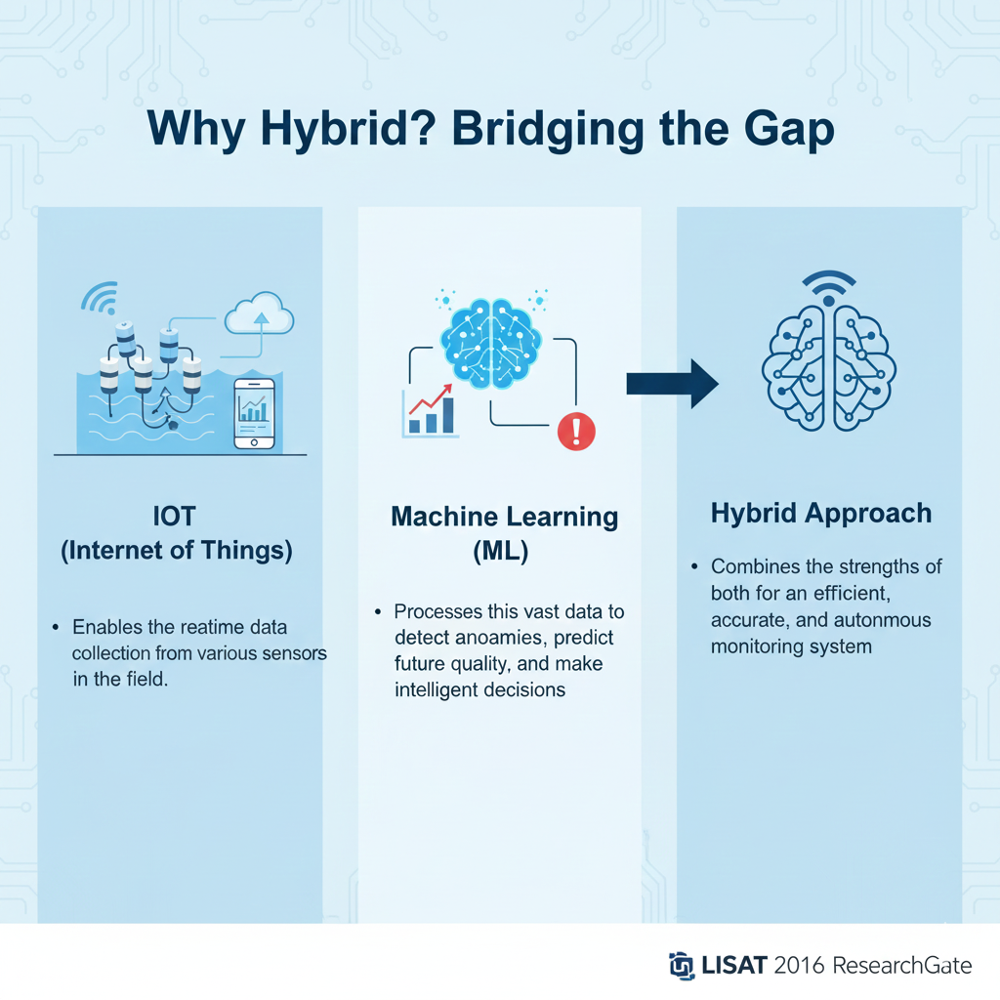 Why Hybrid? Bridging the Gap
IOT
(Internet of Things)
• Enables the reatime data
collection from various sensors
in the field.
Machine Learning
(ML)
• Processes this vast data to
detect anoamies, predict
future quality, and make
intelligent decisions
Hybrid Approach
• Combines the strengths of
both for an efficient,
accurate, and autonmous
monitoring system
LISAT 2016 ResearchGate